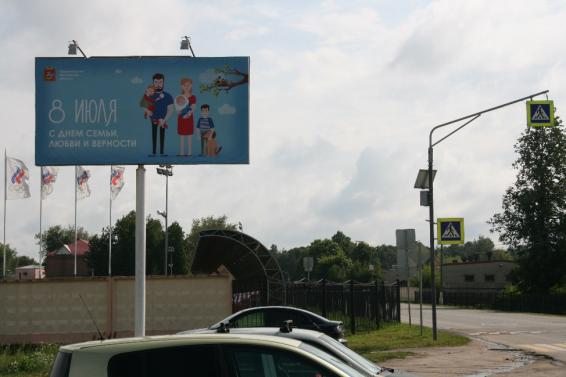 8 ИЮЛЯ
С ДНЕМ СЕМЬИ,
ЛЮБВИ И ВЕРНОСТИ